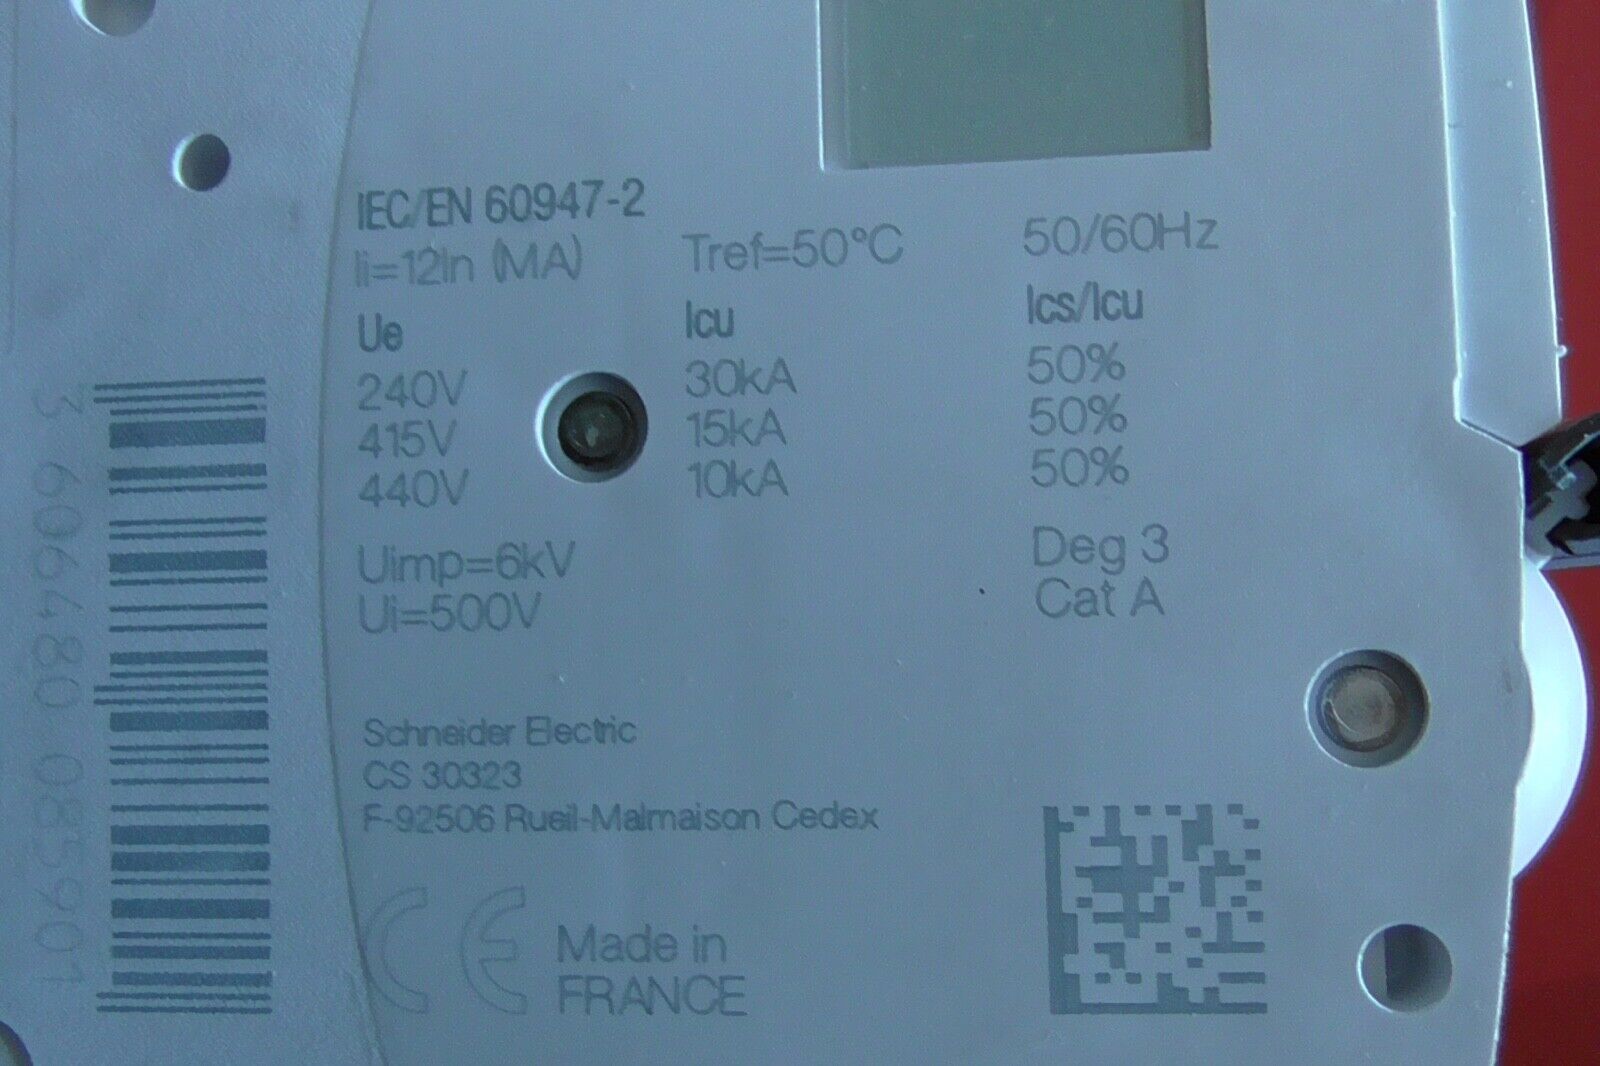 IEC/EN 60947-2
Ii=12In (MA) Tref=50°C 50/60Hz
Ue Icu Ics/Icu
240V 30kA 50%
415V 15kA 50%
440V 10kA 50%
Uimp=6kV Deg 3
Ui=500V Cat A
Schneider Electric
CS 30323
F-92506 Rueil-Malmaison Cedex
CE Made in
FRANCE
3 606480 085901